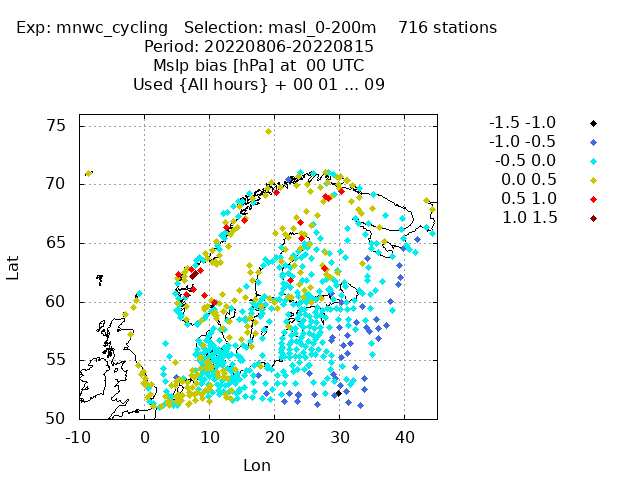 Exp: mnwc_cycling   Selection: masl_0-200m    716 stations
Period: 20220806-20220815
Mslp bias [hPa] at  00 UTC
Used {All hours} + 00 01 ... 09
75
70
65
60
55
50
Lat
-10 0 10 20 30 40
Lon
-1.5 -1.0
-1.0 -0.5
-0.5 0.0
0.0 0.5
0.5 1.0
1.0 1.5